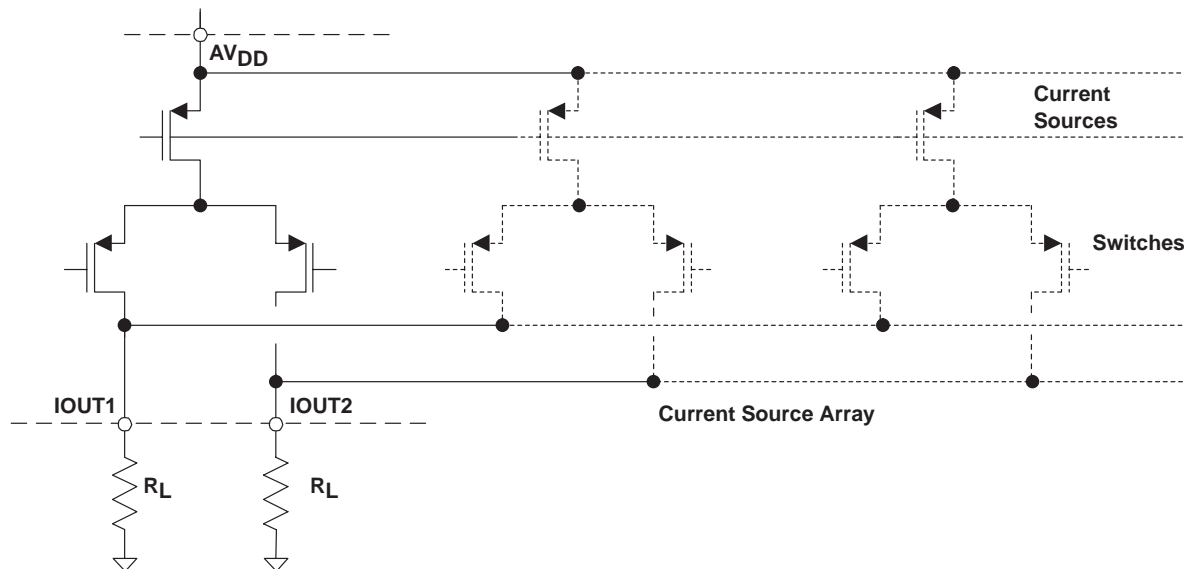 AVDD
Current
Sources
Switches
IOUT1
IOUT2
Current Source Array
RL
RL